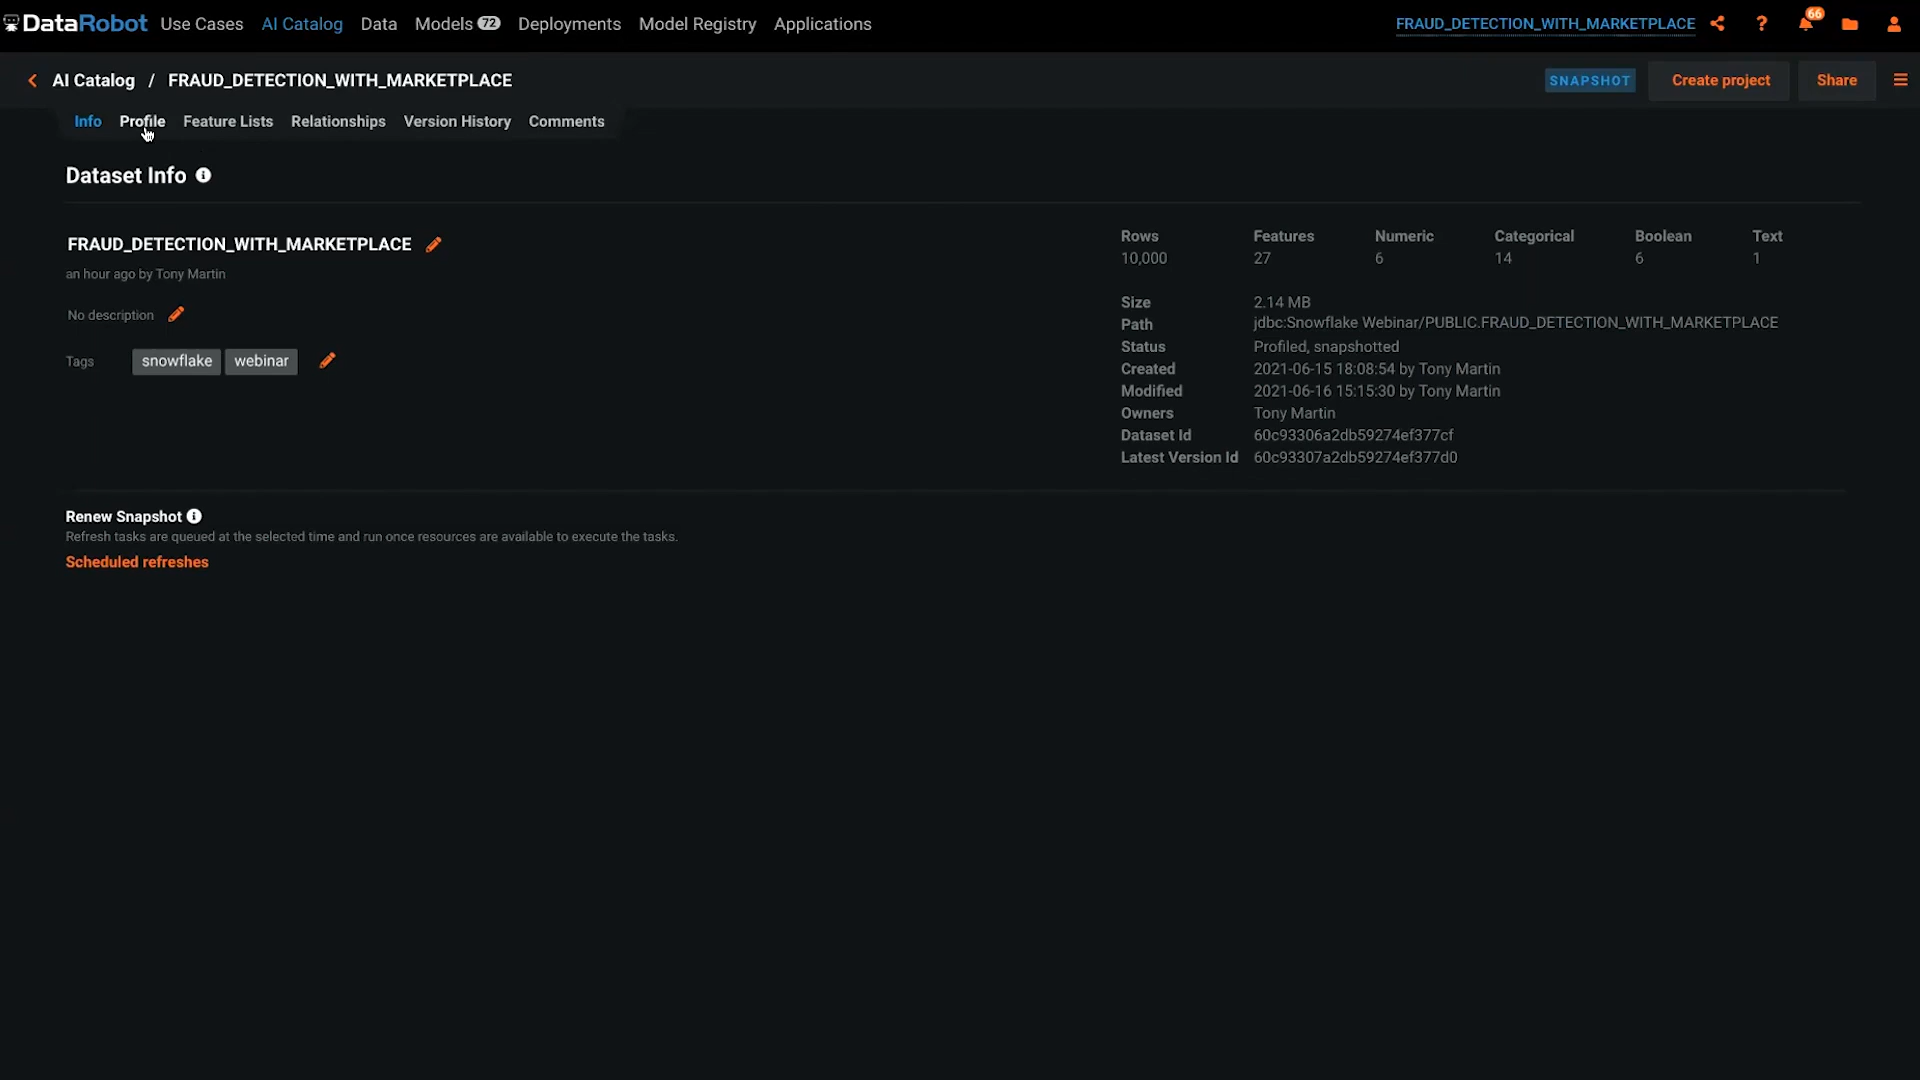 DataRobot Use Cases AI Catalog Data Models 72 Deployments Model Registry Applications FRAUD_DETECTION_WITH_MARKETPLACE ? 66
AI Catalog / FRAUD_DETECTION_WITH_MARKETPLACE SNAPSHOT Create project Share
Info Profile Feature Lists Relationships Version History Comments
Dataset Info
FRAUD_DETECTION_WITH_MARKETPLACE
an hour ago by Tony Martin
No description
Tags snowflake webinar
Rows Features Numeric Categorical Boolean Text
10,000 27 6 14 6 1
Size 2.14 MB
Path jdbc:Snowflake Webinar/PUBLIC.FRAUD_DETECTION_WITH_MARKETPLACE
Status Profiled, snapshotted
Created 2021-06-15 18:08:54 by Tony Martin
Modified 2021-06-16 15:15:30 by Tony Martin
Owners Tony Martin
Dataset Id 60c93306a2db59274ef377cf
Latest Version Id 60c93307a2db59274ef377d0
Renew Snapshot
Refresh tasks are queued at the selected time and run once resources are available to execute the tasks.
Scheduled refreshes